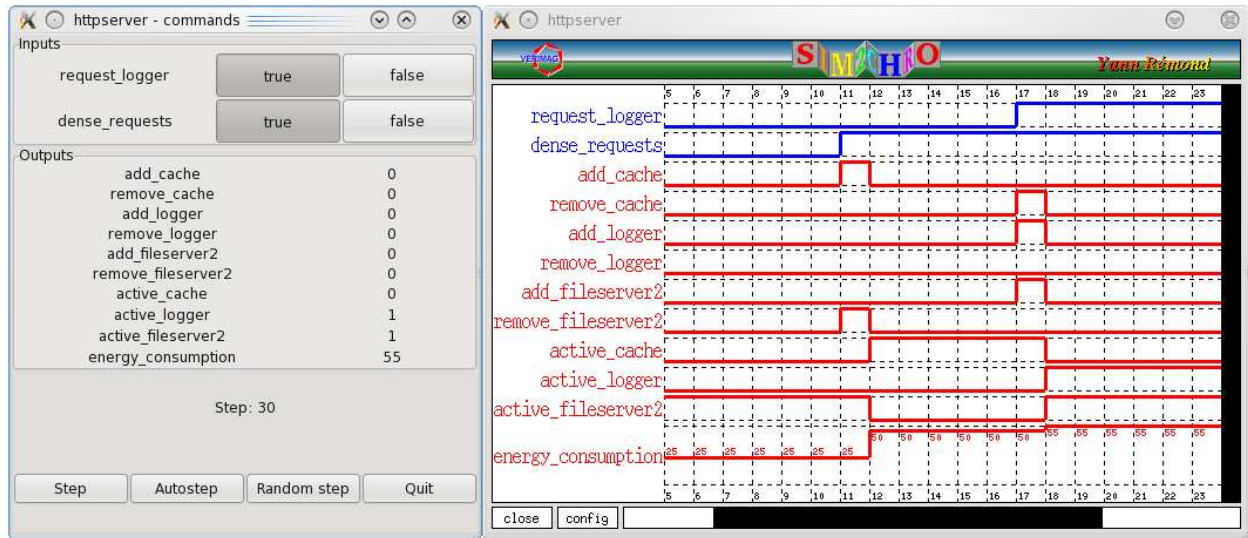 httpserver - commands
Inputs
request_logger true false
dense_requests true false
Outputs
add_cache 0
remove_cache 0
add_logger 0
remove_logger 0
add_fileserver2 0
remove_fileserver2 0
active_cache 0
active_logger 1
active_fileserver2 1
energy_consumption 55
Step: 30
Step Autostep Random step Quit
httpserver
VERIMAG SIM2CHRO Yann Rémond
5 6 7 8 9 10 11 12 13 14 15 16 17 18 19 20 21 22 23
request_logger
dense_requests
add_cache
remove_cache
add_logger
remove_logger
add_fileserver2
remove_fileserver2
active_cache
active_logger
active_fileserver2
energy_consumption 25 25 25 25 25 25 25 50 50 50 50 50 50 55 55 55 55 55 55
5 6 7 8 9 10 11 12 13 14 15 16 17 18 19 20 21 22 23
close config